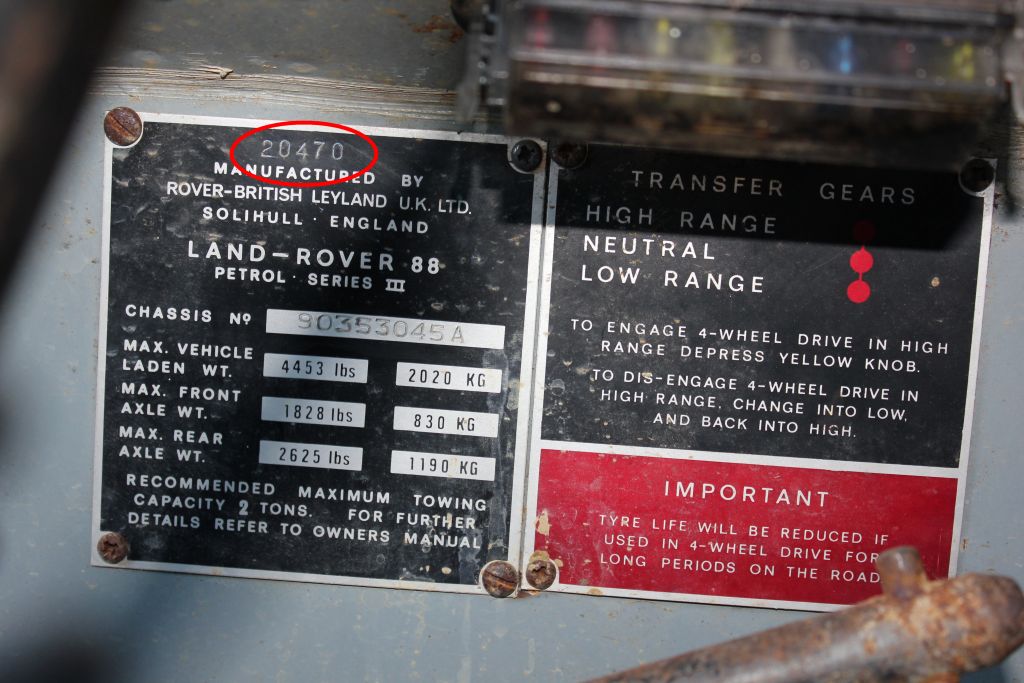 20470
MANUFACTURED BY
ROVER-BRITISH LEYLAND U.K. LTD.
SOLIHULL · ENGLAND
LAND-ROVER 88
PETROL · SERIES III
CHASSIS Nº 90353045A
MAX. VEHICLE
LADEN WT. 4453 lbs 2020 KG
MAX. FRONT
AXLE WT. 1828 lbs 830 KG
MAX. REAR
AXLE WT. 2625 lbs 1190 KG
RECOMMENDED MAXIMUM TOWING
CAPACITY 2 TONS. FOR FURTHER
DETAILS REFER TO OWNERS MANUAL
TRANSFER GEARS
HIGH RANGE
NEUTRAL
LOW RANGE
TO ENGAGE 4-WHEEL DRIVE IN HIGH
RANGE DEPRESS YELLOW KNOB.
TO DIS-ENGAGE 4-WHEEL DRIVE IN
HIGH RANGE, CHANGE INTO LOW,
AND BACK INTO HIGH.
IMPORTANT
TYRE LIFE WILL BE REDUCED IF
USED IN 4-WHEEL DRIVE FOR
LONG PERIODS ON THE ROAD